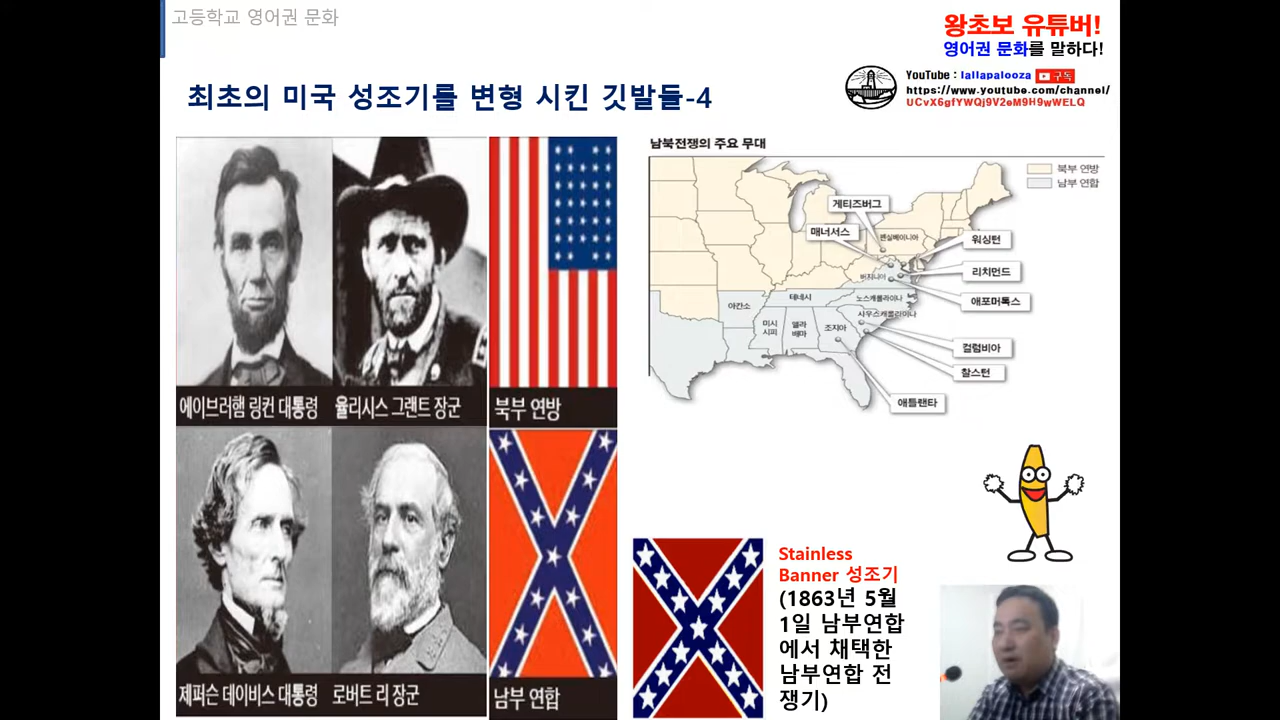 고등학교 영어권 문화
왕초보 유튜버!
영어권 문화를 말하다!
YouTube : lallapalooza 구독
https://www.youtube.com/channel/
UCvX6gfYWQj9V2eM9H9wWELQ
최초의 미국 성조기를 변형 시킨 깃발들-4
에이브러햄 링컨 대통령
율리시스 그랜트 장군
북부 연방
제퍼슨 데이비스 대통령
로버트 리 장군
남부 연합
남북전쟁의 주요 무대
북부 연방
남부 연합
게티즈버그
매너서스
펜실베이니아
워싱턴
리치먼드
버지니아
애포머톡스
테네시
노스캐롤라이나
아칸소
사우스캐롤라이나
미시
시피
앨라
배마
조지아
컬럼비아
찰스턴
애틀랜타
Stainless
Banner 성조기
(1863년 5월
1일 남부연합
에서 채택한
남부연합 전
쟁기)